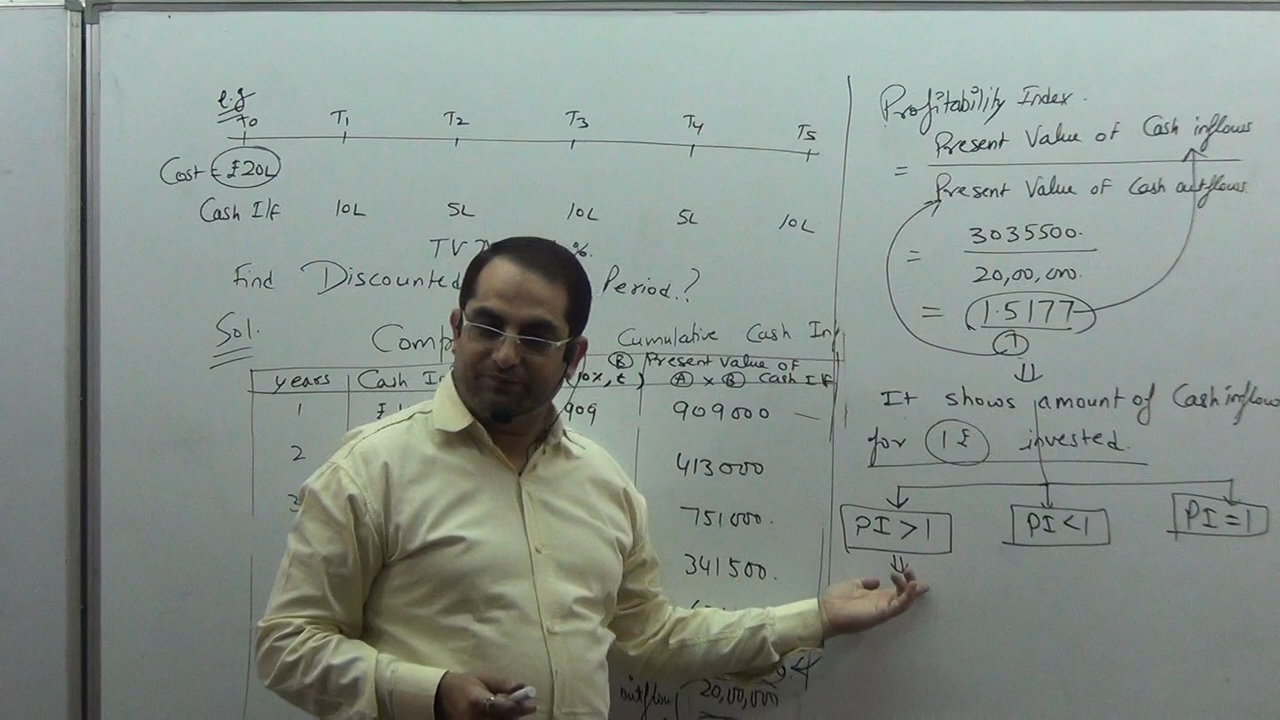 e.g
T0 T1 T2 T3 T4 T5
Cost = £20L
Cash I/f 10L 5L 10L 5L 10L
TV %.
Find Discounted Period.?
Sol. Cumulative Cash In
years Cash In (10%, t) Ⓑ Present Value of
Ⓐ x Ⓑ Cash I/f
1 £ 909 909000
2 413000
3 751000.
341500.
outflow 20,00,000
Profitability Index.
= Present Value of Cash inflows
Present Value of Cash outflows
= 3035500.
20,00,000.
= 1.5177
1
⇓
It shows amount of Cash inflow
for 1£ invested.
PI > 1 PI < 1 PI = 1
⇓